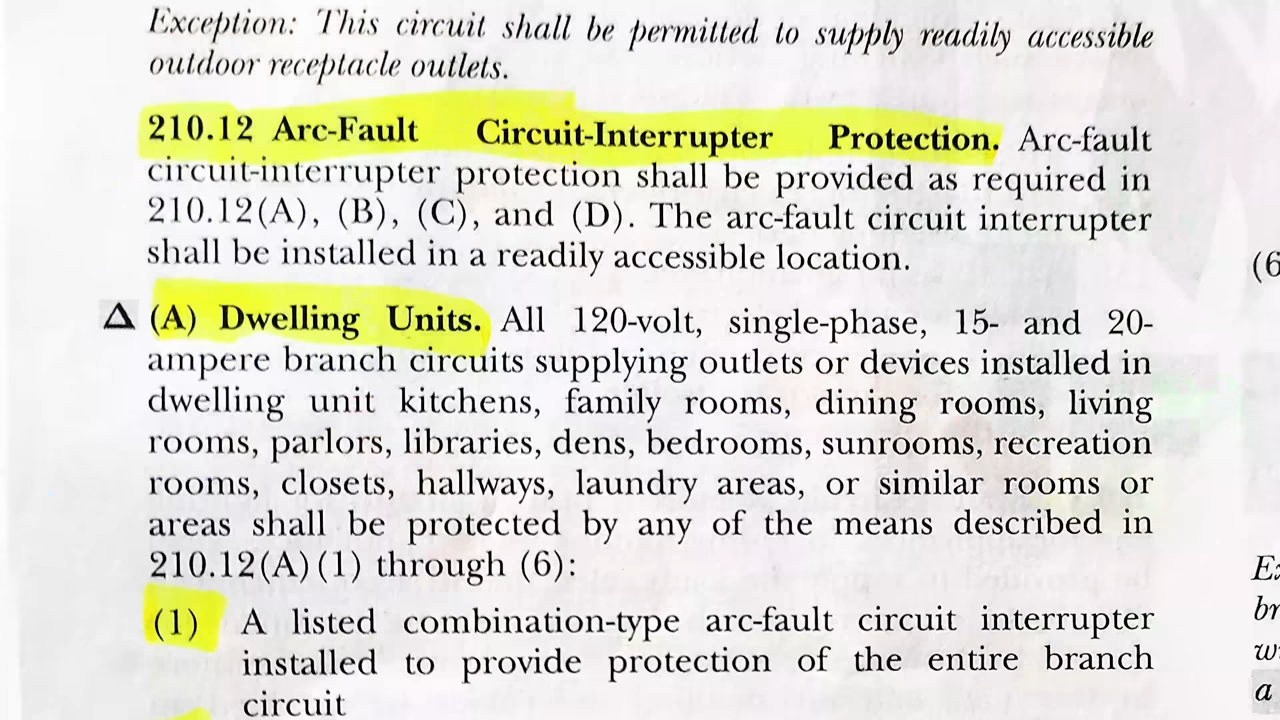 Exception: This circuit shall be permitted to supply readily accessible
outdoor receptacle outlets.
210.12 Arc-Fault Circuit-Interrupter Protection. Arc-fault
circuit-interrupter protection shall be provided as required in
210.12(A), (B), (C), and (D). The arc-fault circuit interrupter
shall be installed in a readily accessible location.
Δ (A) Dwelling Units. All 120-volt, single-phase, 15- and 20-
ampere branch circuits supplying outlets or devices installed in
dwelling unit kitchens, family rooms, dining rooms, living
rooms, parlors, libraries, dens, bedrooms, sunrooms, recreation
rooms, closets, hallways, laundry areas, or similar rooms or
areas shall be protected by any of the means described in
210.12(A)(1) through (6):
(1) A listed combination-type arc-fault circuit interrupter
installed to provide protection of the entire branch
circuit
(6
br
a